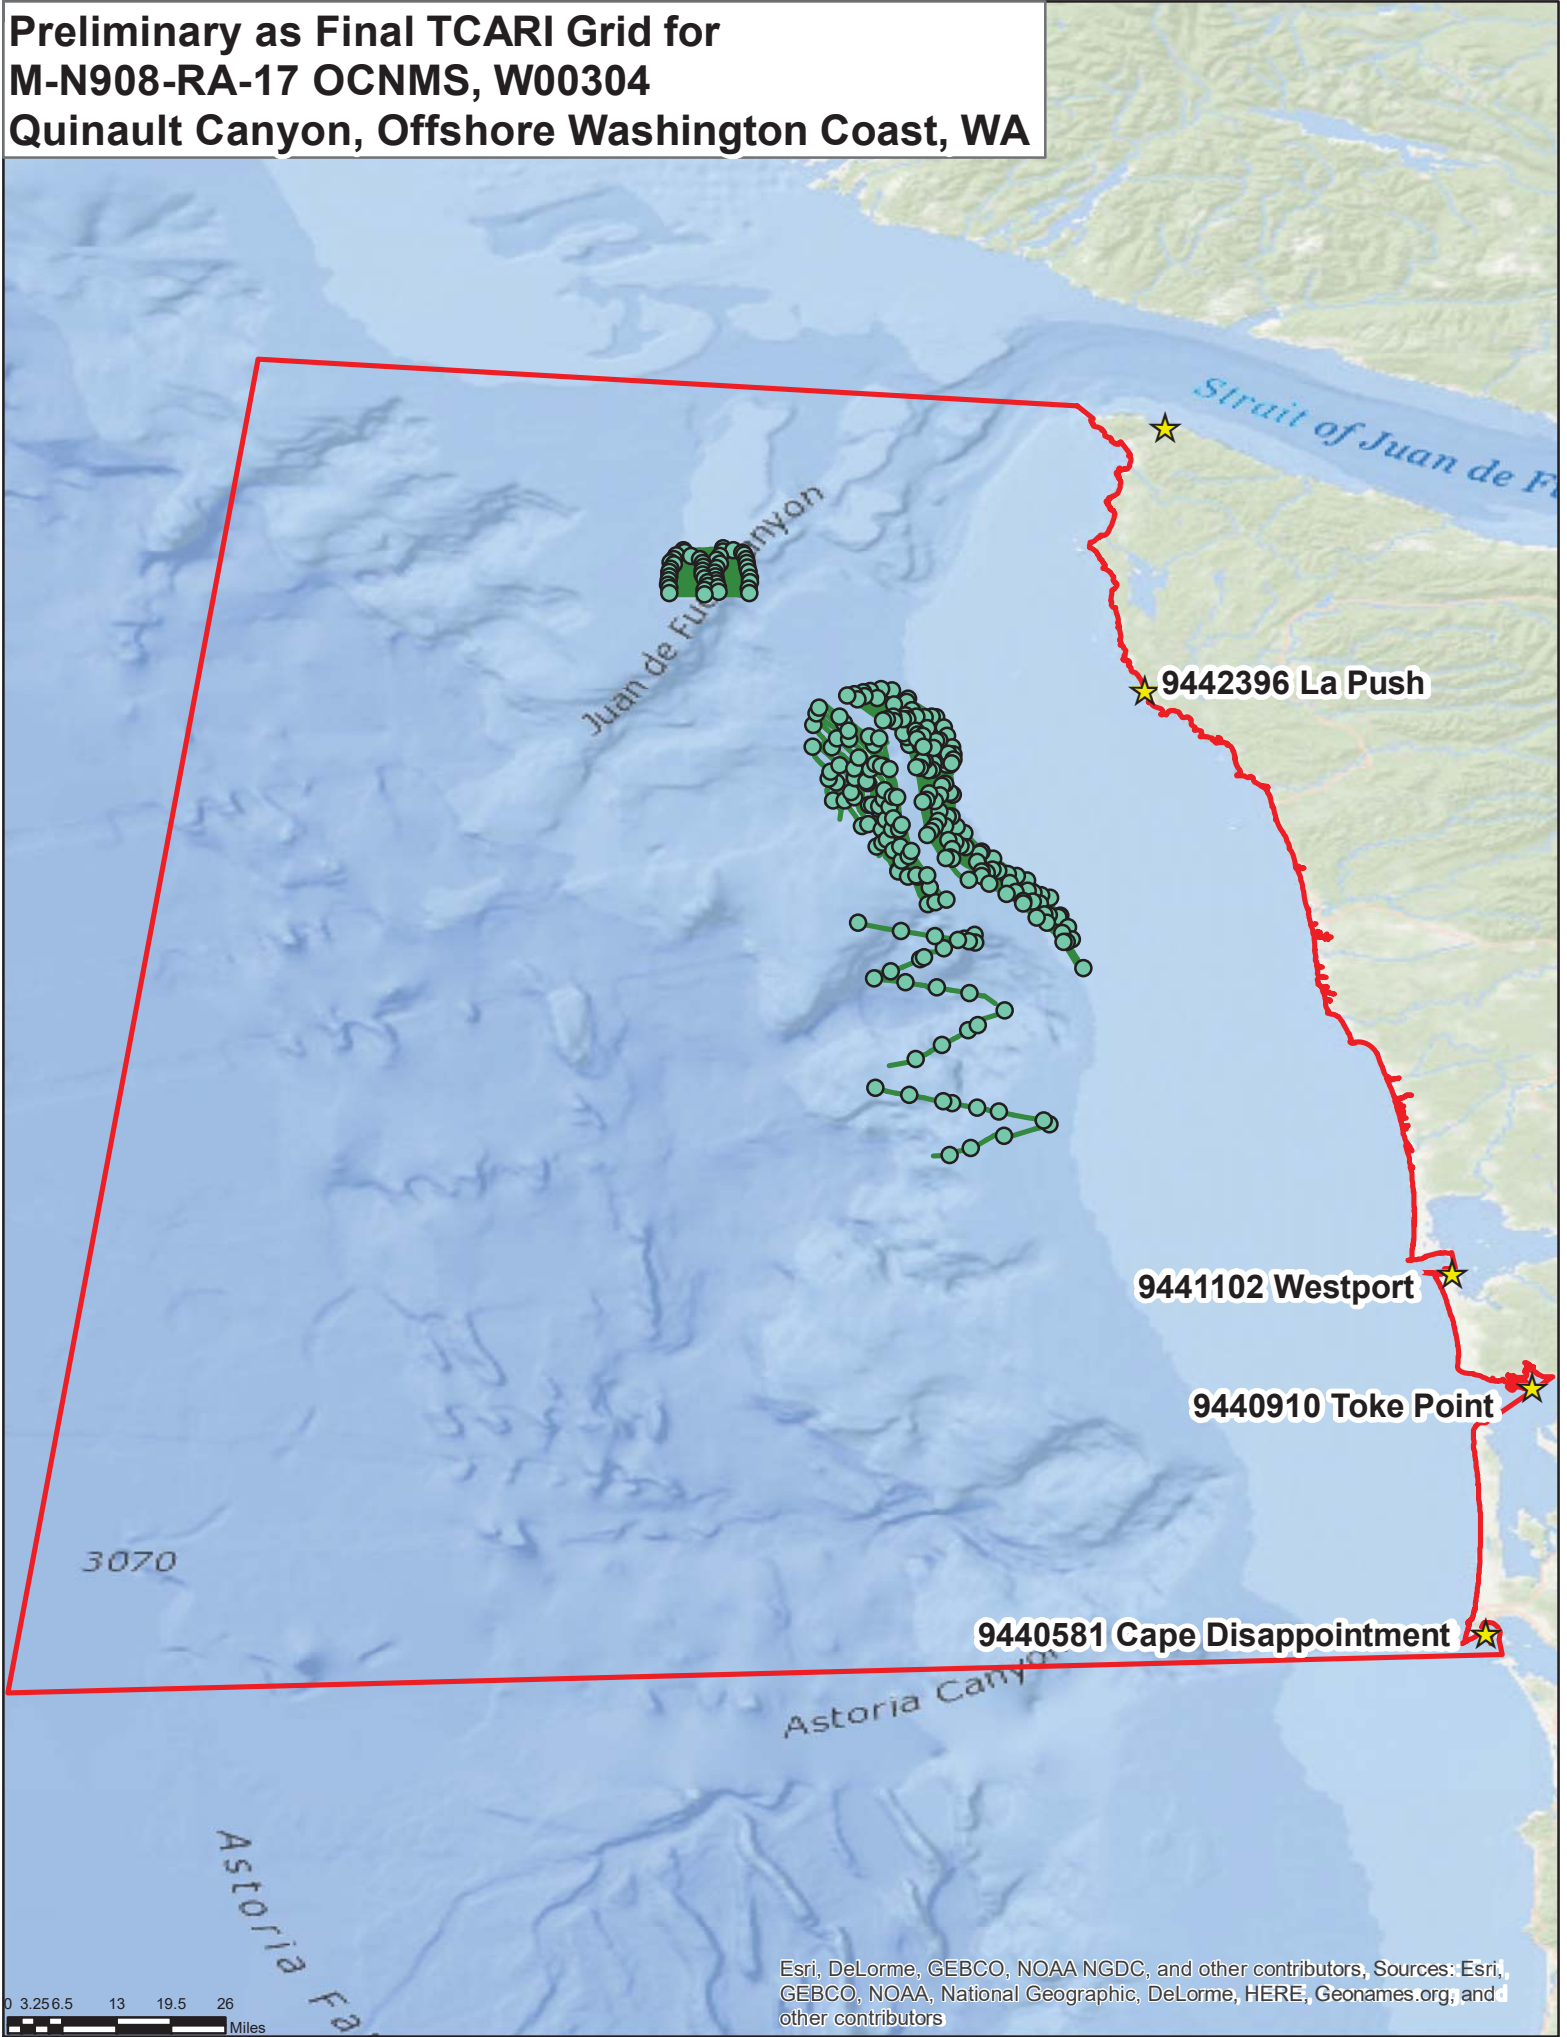 Preliminary as Final TCARI Grid for
M-N908-RA-17 OCNMS, W00304
Quinault Canyon, Offshore Washington Coast, WA
Strait of Juan de F
Juan de Fu anyon
9442396 La Push
9441102 Westport
9440910 Toke Point
3070
9440581 Cape Disappointment
Astoria Canyon
Astoria Fa
Esri, DeLorme, GEBCO, NOAA NGDC, and other contributors, Sources: Esri,
GEBCO, NOAA, National Geographic, DeLorme, HERE, Geonames.org, and
other contributors
0 3.25 6.5 13 19.5 26
Miles